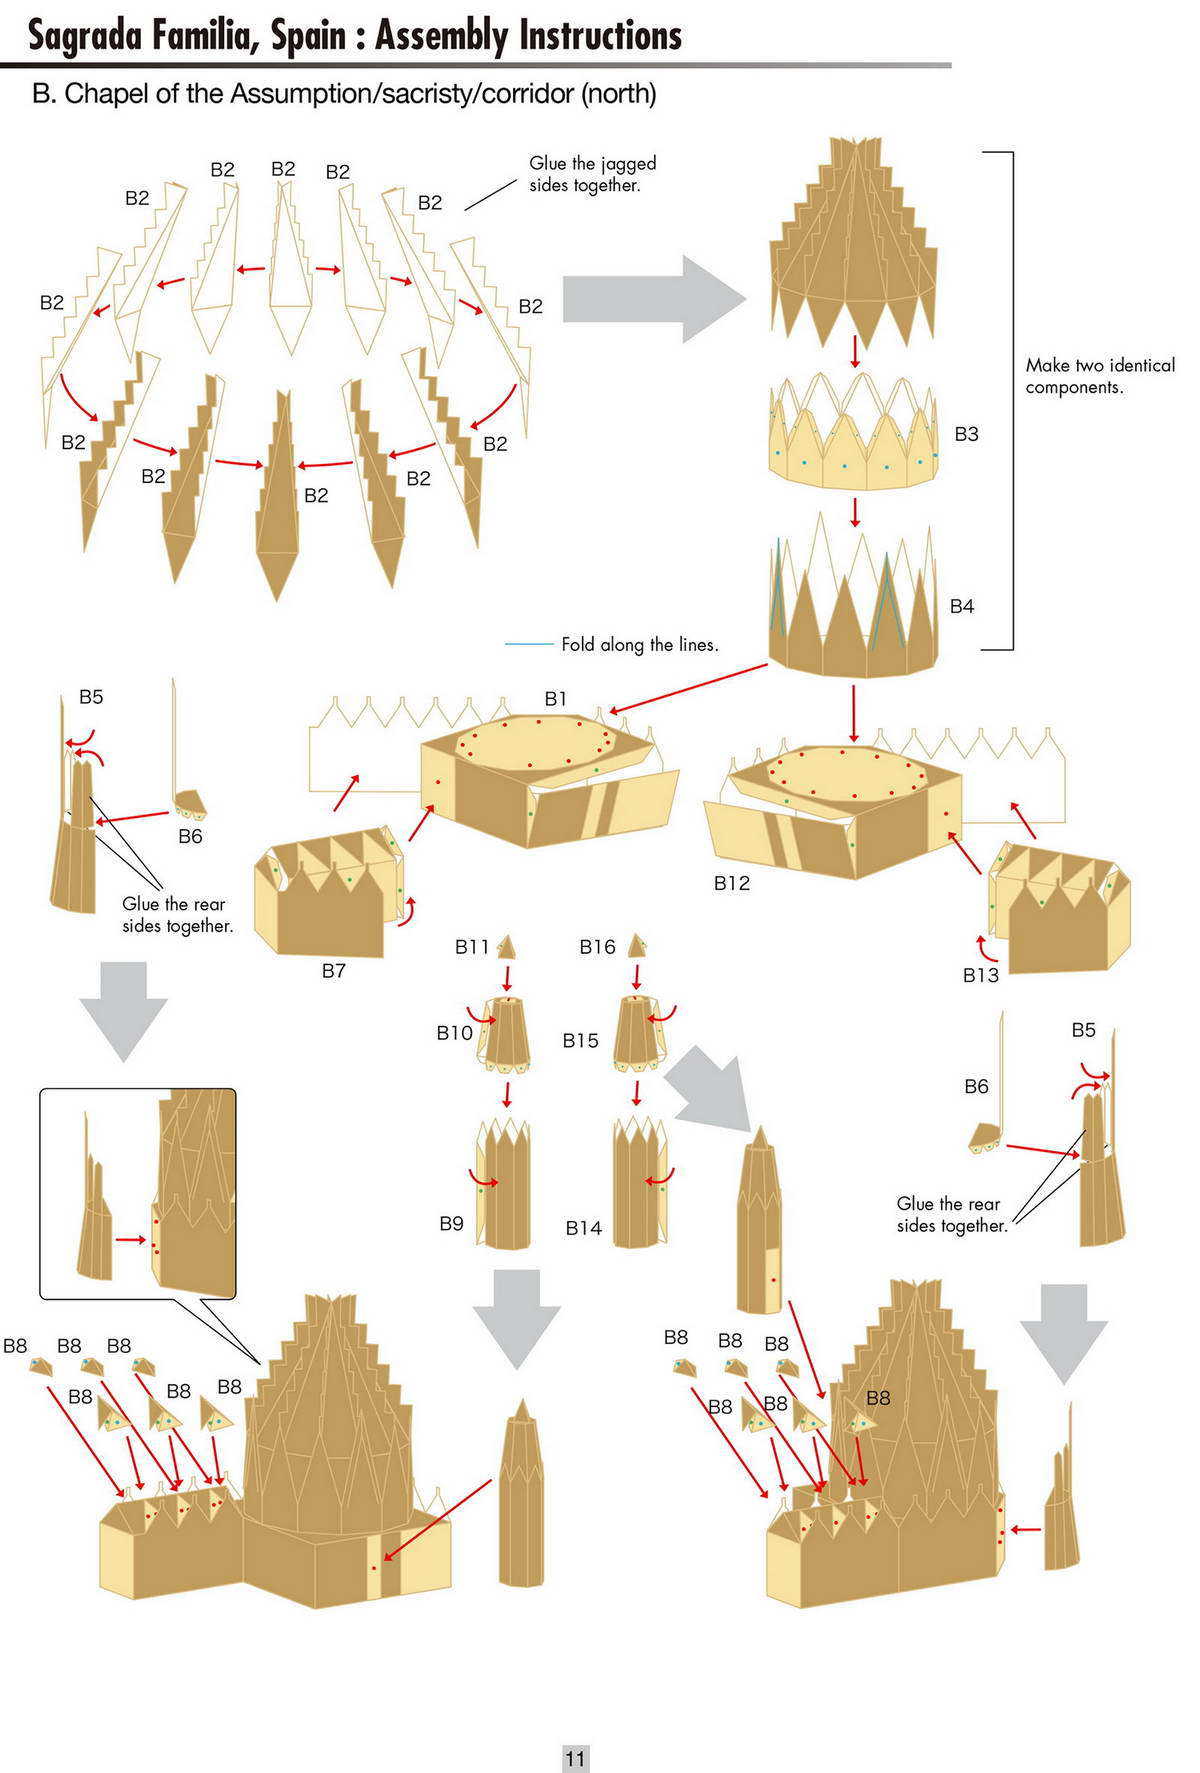 Sagrada Familia, Spain : Assembly Instructions
B. Chapel of the Assumption/sacristy/corridor (north)
B2
B2
B2
B2
B2
B2
B2
Glue the jagged
sides together.
B2
B2
B2
B2
B2
Make two identical
components.
B3
B4
Fold along the lines.
B5
B6
Glue the rear
sides together.
B1
B7
B12
B13
B11
B16
B10
B15
B9
B14
B6
B5
Glue the rear
sides together.
B8
B8
B8
B8
B8
B8
B8
B8
B8
B8
B8
B8
11